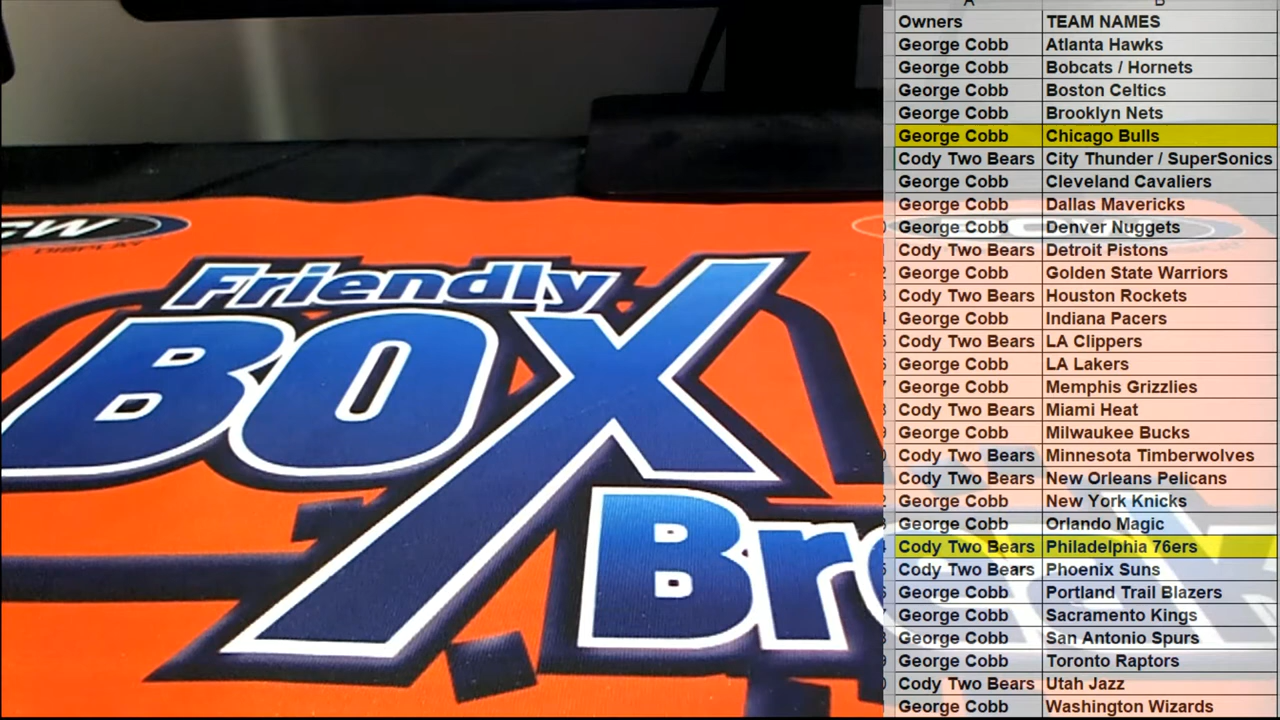 CW
DISPLAY
Friendly
BOX
Bre
Owners TEAM NAMES
George Cobb Atlanta Hawks
George Cobb Bobcats / Hornets
George Cobb Boston Celtics
George Cobb Brooklyn Nets
George Cobb Chicago Bulls
Cody Two Bears City Thunder / SuperSonics
George Cobb Cleveland Cavaliers
George Cobb Dallas Mavericks
George Cobb Denver Nuggets
Cody Two Bears Detroit Pistons
George Cobb Golden State Warriors
Cody Two Bears Houston Rockets
George Cobb Indiana Pacers
Cody Two Bears LA Clippers
George Cobb LA Lakers
George Cobb Memphis Grizzlies
Cody Two Bears Miami Heat
George Cobb Milwaukee Bucks
Cody Two Bears Minnesota Timberwolves
Cody Two Bears New Orleans Pelicans
George Cobb New York Knicks
George Cobb Orlando Magic
Cody Two Bears Philadelphia 76ers
Cody Two Bears Phoenix Suns
George Cobb Portland Trail Blazers
George Cobb Sacramento Kings
George Cobb San Antonio Spurs
George Cobb Toronto Raptors
Cody Two Bears Utah Jazz
George Cobb Washington Wizards